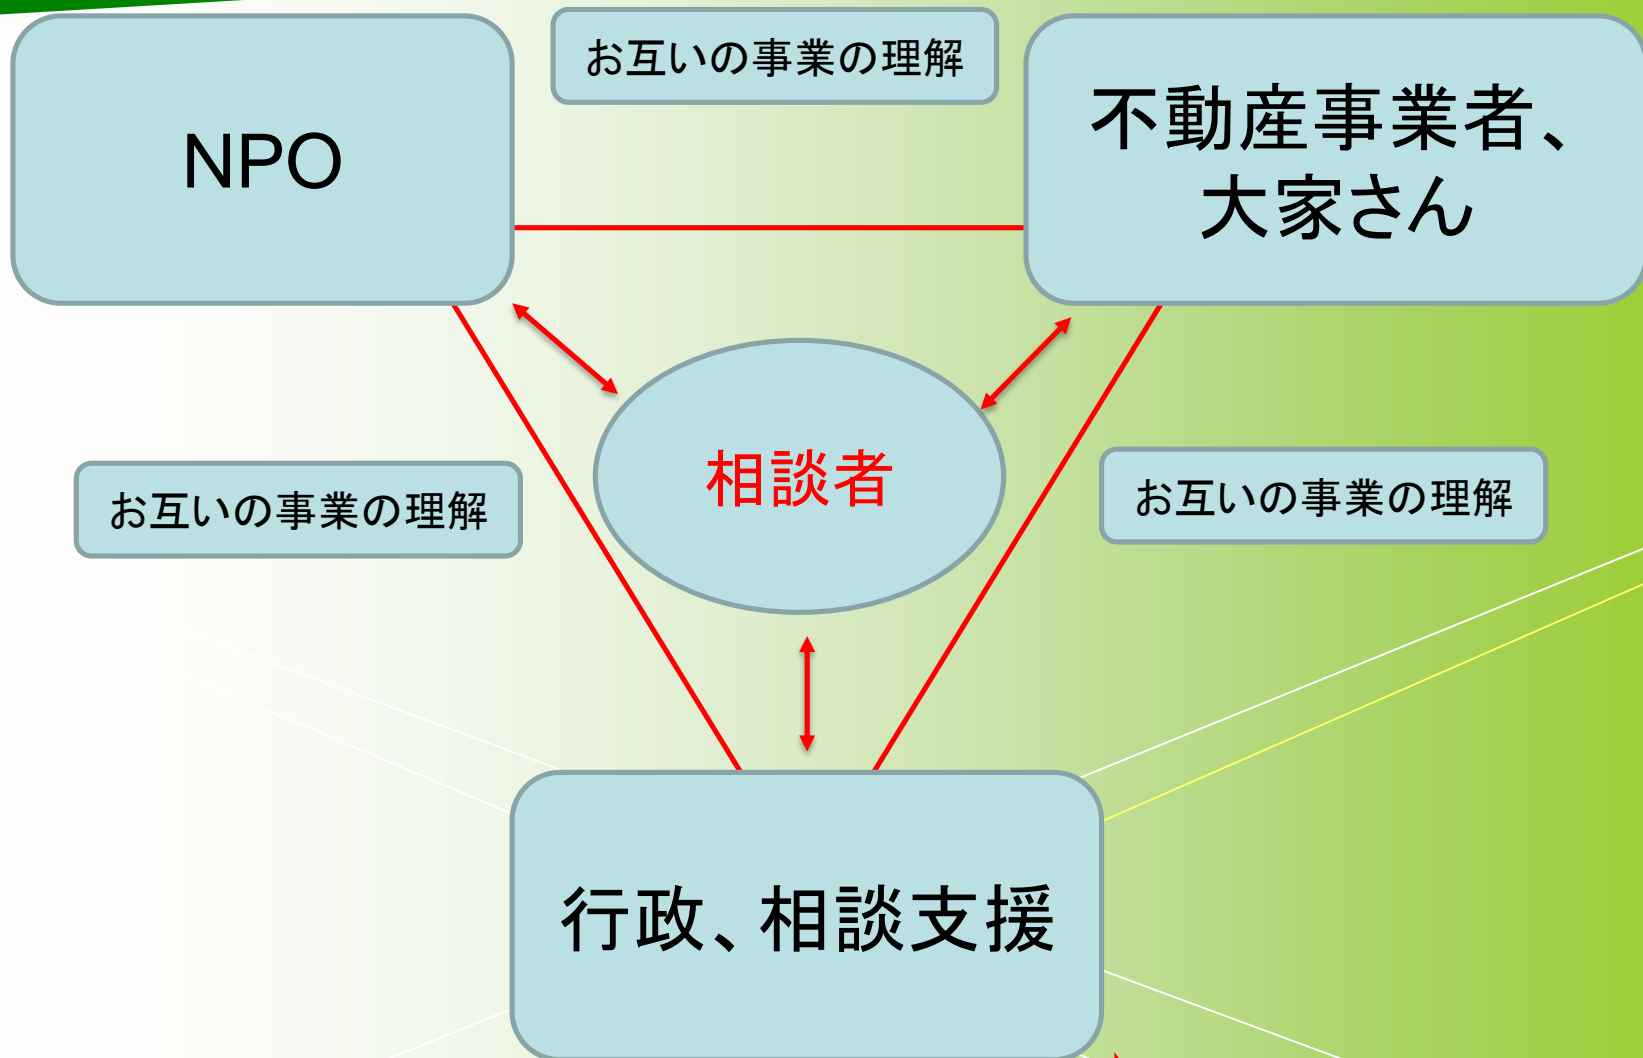 お互いの事業の理解
NPO
不動産事業者、
大家さん
相談者
お互いの事業の理解
お互いの事業の理解
行政、相談支援